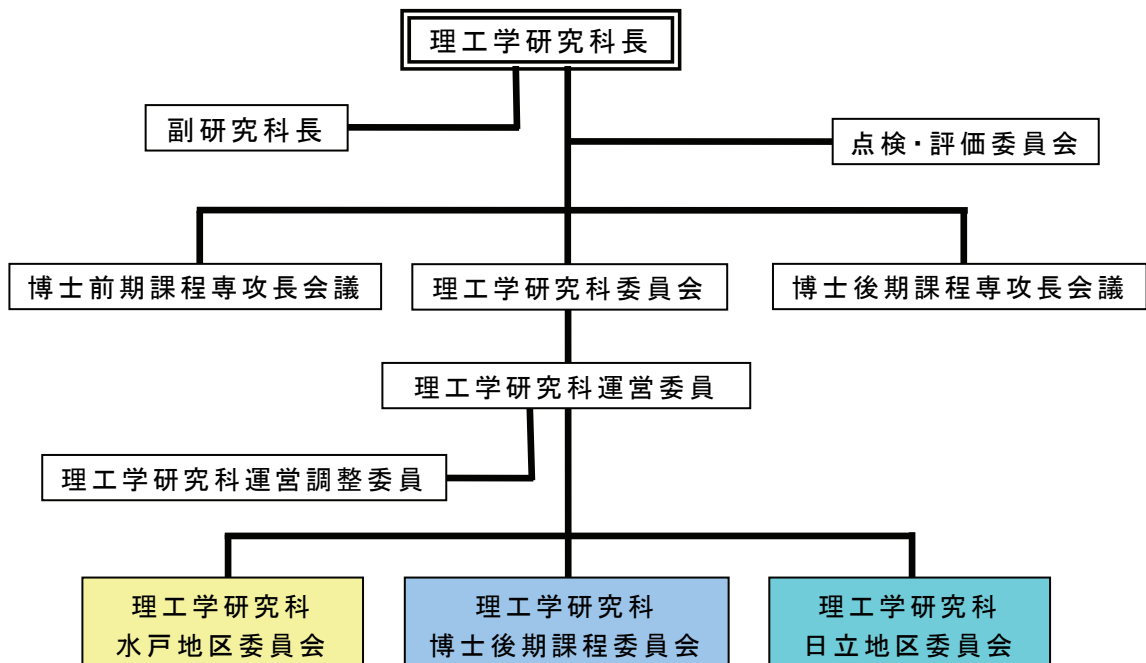 理工学研究科長
副研究科長
点検・評価委員会
博士前期課程専攻長会議
理工学研究科委員会
博士後期課程専攻長会議
理工学研究科運営委員
理工学研究科運営調整委員
理工学研究科
水戸地区委員会
理工学研究科
博士後期課程委員会
理工学研究科
日立地区委員会